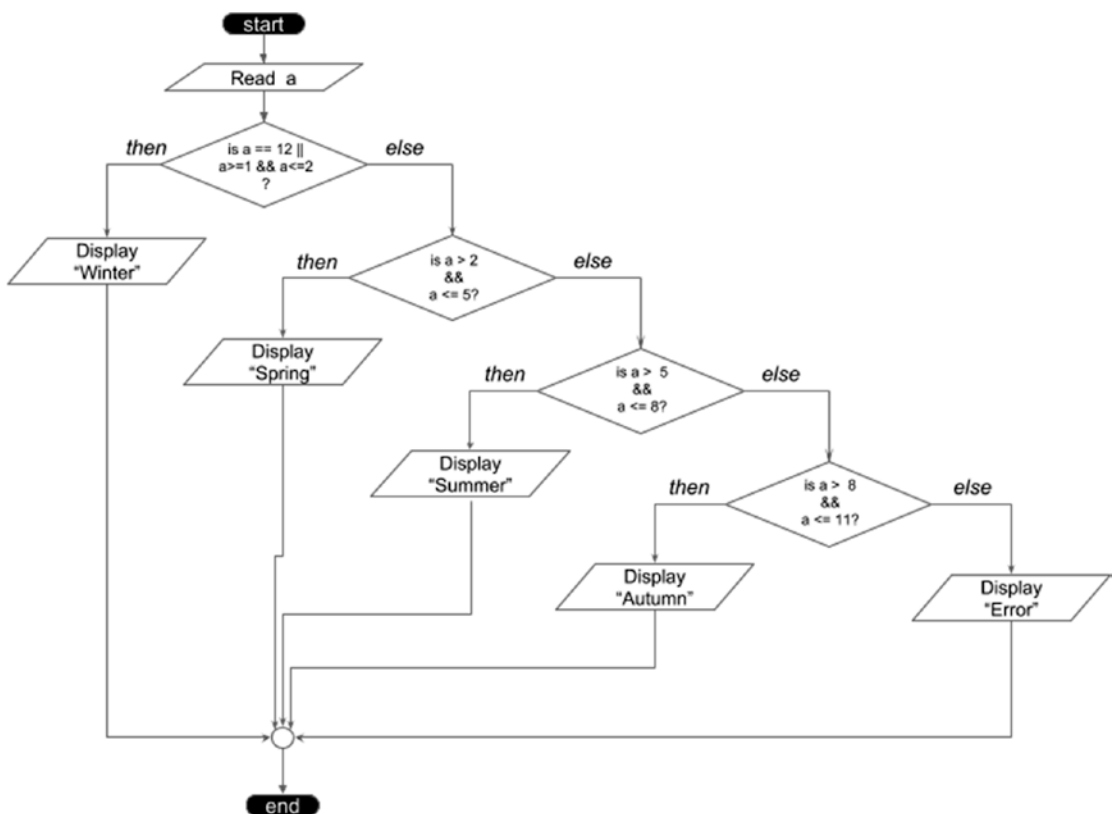 start
Read a
then
is a == 12 ||
a>=1 && a<=2
?
else
Display
“Winter”
then
is a > 2
&&
a <= 5?
else
Display
“Spring”
then
is a > 5
&&
a <= 8?
else
Display
“Summer”
then
is a > 8
&&
a <= 11?
else
Display
“Autumn”
Display
“Error”
end